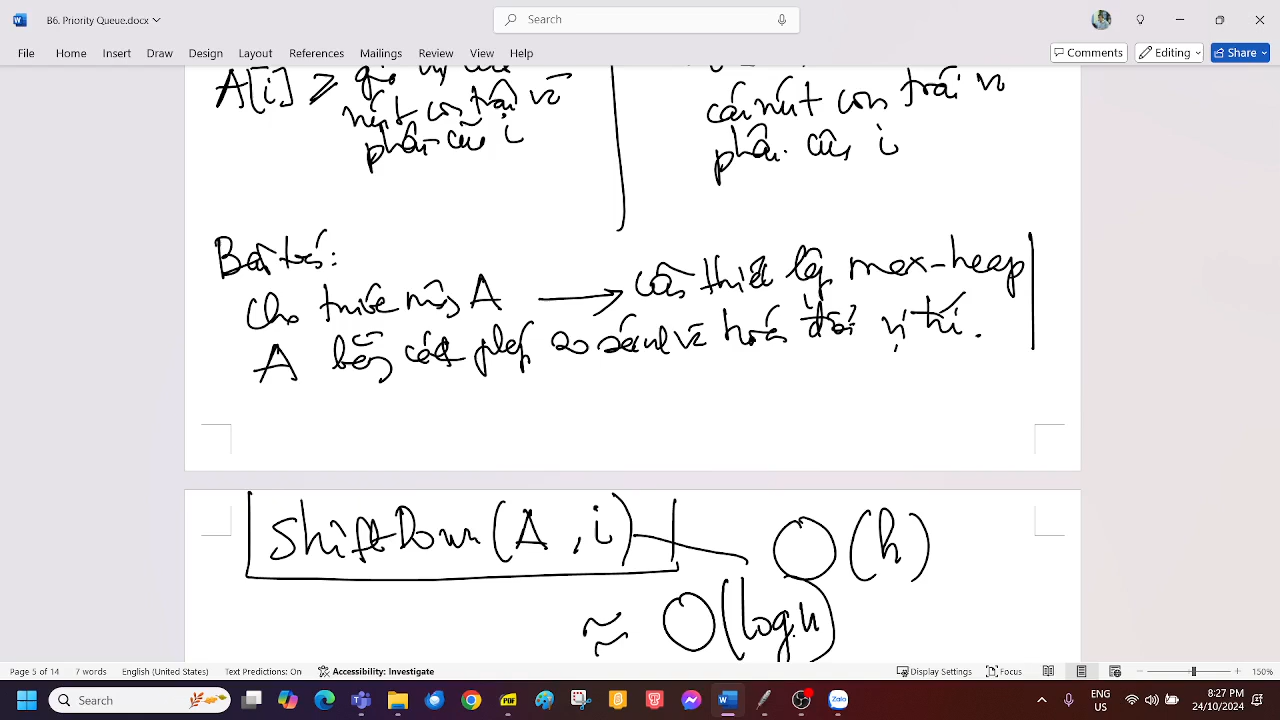 B6. Priority Queue.docx
Search
File Home Insert Draw Design Layout References Mailings Review View Help
Comments Editing Share
A[i] ≥ giá trị của
nút con trái và
phải của i
các nút con trái và
phải của i
Bài toán:
Cho trước mảng A → cần thiết lập max-heap
A bằng các phép so sánh và hoán đổi vị trí.
ShiftDown(A, i) O(h)
≈ O(log n)
Page 5 of 14 7 words English (U.S.) Text Predictions: On Accessibility: Investigate Display Settings Focus 150%
Search ENG 8:27 PM
US 24/10/2024